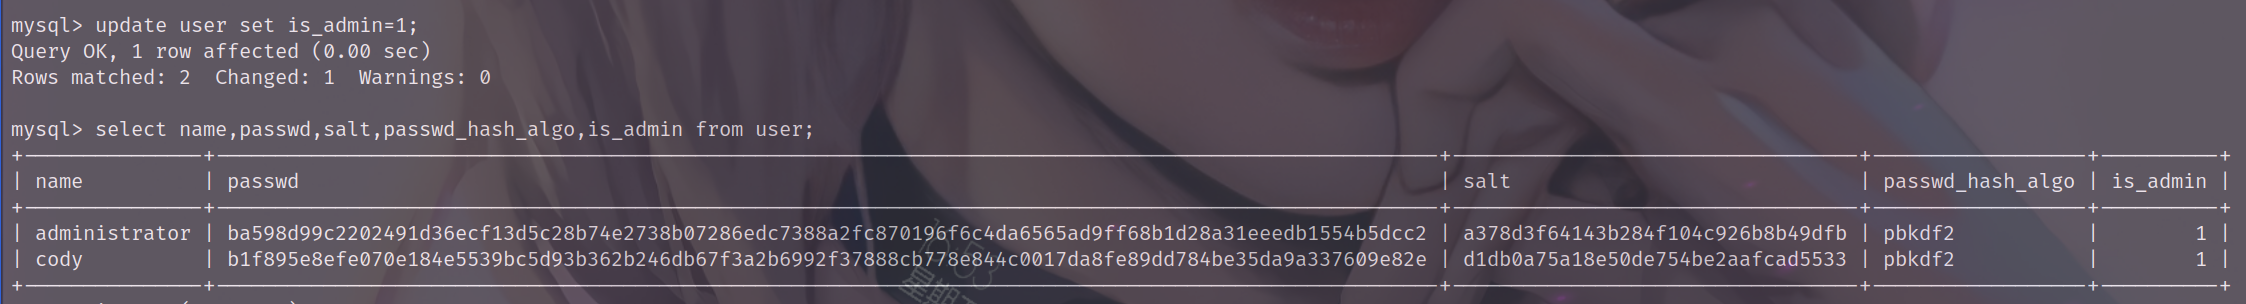 mysql> update user set is_admin=1;
Query OK, 1 row affected (0.00 sec)
Rows matched: 2  Changed: 1  Warnings: 0
mysql> select name,passwd,salt,passwd_hash_algo,is_admin from user;
| name | passwd | salt | passwd_hash_algo | is_admin |
| administrator | ba598d99c2202491d36ecf13d5c28b74e2738b07286edc7388a2fc870196f6c4da6565ad9ff68b1d28a31eeedb1554b5dcc2 | a378d3f64143b284f104c926b8b49dfb | pbkdf2 | 1 |
| cody | b1f895e8efe070e184e5539bc5d93b362b246db67f3a2b6992f37888cb778e844c0017da8fe89dd784be35da9a337609e82e | d1db0a75a18e50de754be2aafcad5533 | pbkdf2 | 1 |